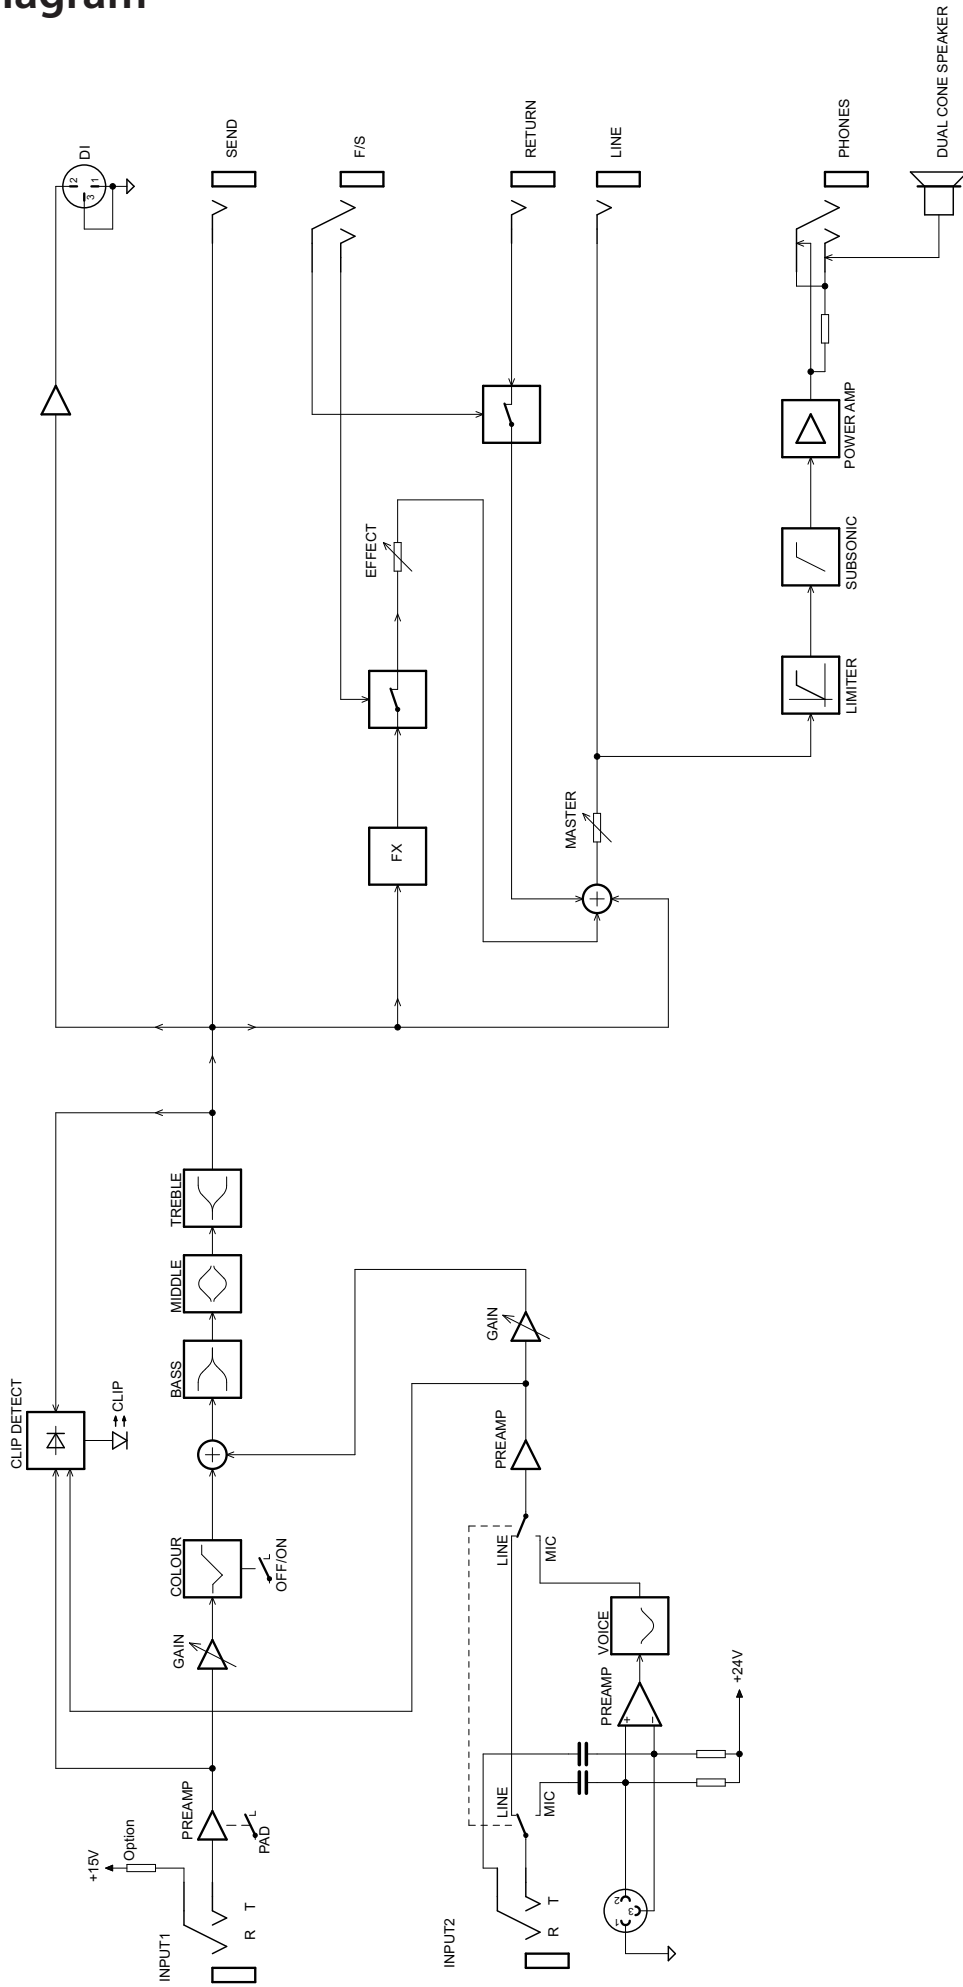 Diagram
DI
2
3
1
SEND
F/S
RETURN
LINE
PHONES
DUAL CONE SPEAKER
EFFECT
FX
MASTER
POWER AMP
SUBSONIC
LIMITER
CLIP DETECT
CLIP
TREBLE
MIDDLE
BASS
COLOUR
OFF/ON
GAIN
PREAMP
PAD
+15V
Option
INPUT1
R
T
GAIN
PREAMP
LINE
MIC
VOICE
PREAMP
+
–
+24V
LINE
MIC
INPUT2
R
T
2
3
1